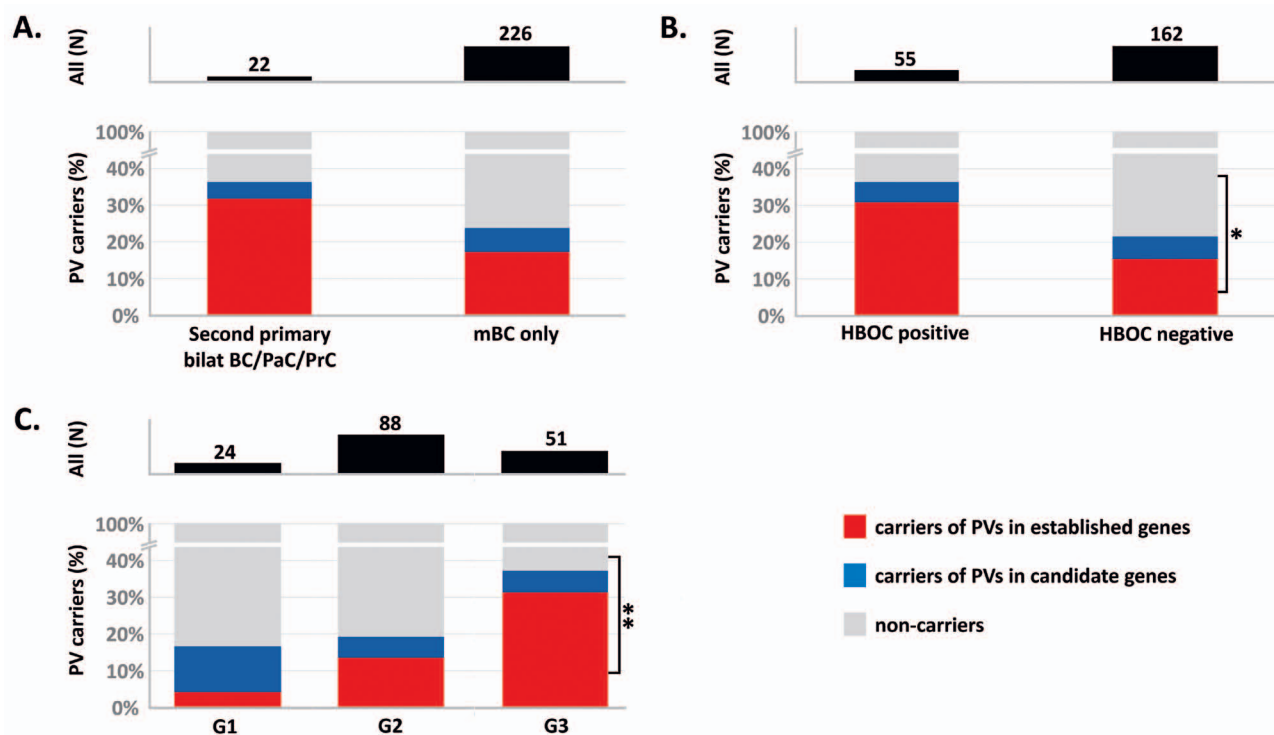 A.
All (N)
22
226
100%
40%
30%
20%
10%
0%
PV carriers (%)
Second primary
bilat BC/PaC/PrC
mBC only
B.
All (N)
55
162
100%
40%
30%
20%
10%
0%
PV carriers (%)
*
HBOC positive
HBOC negative
C.
All (N)
24
88
51
100%
40%
30%
20%
10%
0%
PV carriers (%)
**
G1
G2
G3
carriers of PVs in established genes
carriers of PVs in candidate genes
non-carriers